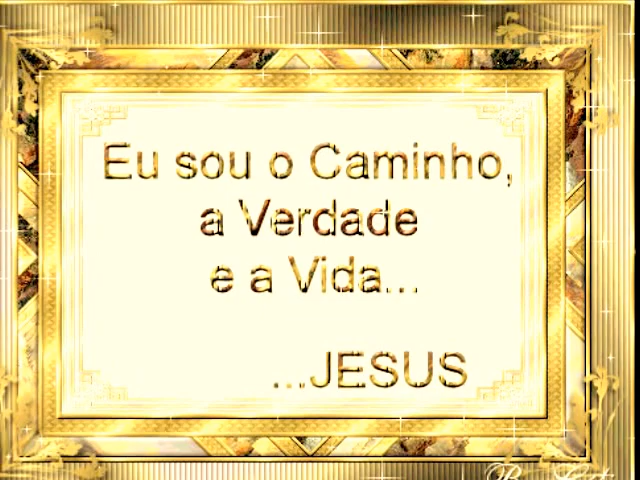 Eu sou o Caminho,
a Verdade
e a Vida...
...JESUS